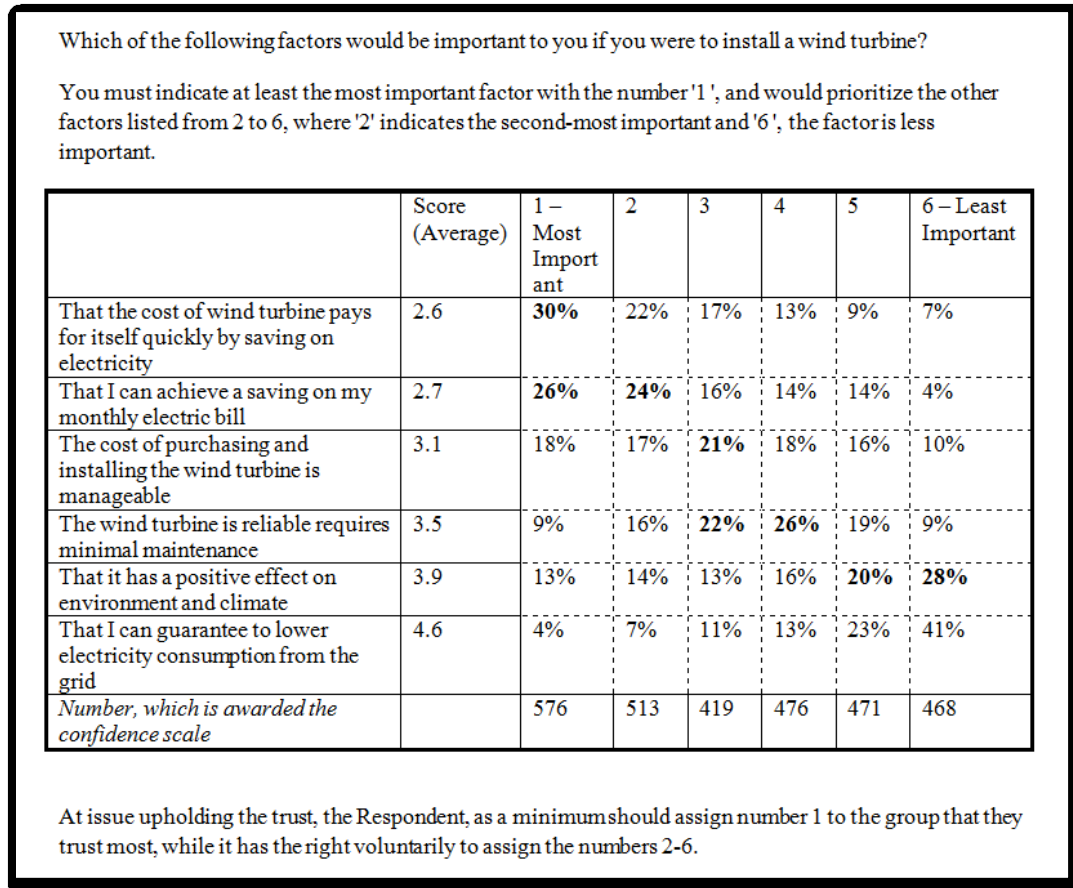 Which of the following factors would be important to you if you were to install a wind turbine?
You must indicate at least the most important factor with the number '1 ', and would prioritize the other
factors listed from 2 to 6, where '2' indicates the second-most important and '6 ', the factor is less
important.
Score (Average) 1 – Most Import ant 2 3 4 5 6 – Least Important
That the cost of wind turbine pays for itself quickly by saving on electricity 2.6 30% 22% 17% 13% 9% 7%
That I can achieve a saving on my monthly electric bill 2.7 26% 24% 16% 14% 14% 4%
The cost of purchasing and installing the wind turbine is manageable 3.1 18% 17% 21% 18% 16% 10%
The wind turbine is reliable requires minimal maintenance 3.5 9% 16% 22% 26% 19% 9%
That it has a positive effect on environment and climate 3.9 13% 14% 13% 16% 20% 28%
That I can guarantee to lower electricity consumption from the grid 4.6 4% 7% 11% 13% 23% 41%
Number, which is awarded the confidence scale 576 513 419 476 471 468
At issue upholding the trust, the Respondent, as a minimum should assign number 1 to the group that they
trust most, while it has the right voluntarily to assign the numbers 2-6.